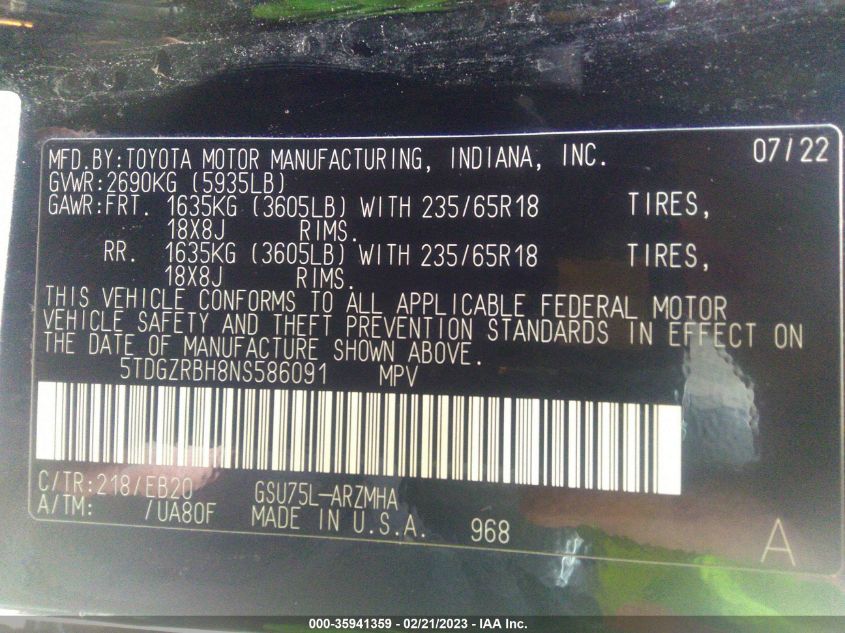 MFD.BY:TOYOTA MOTOR MANUFACTURING, INDIANA, INC. 07/22
GVWR:2690KG (5935LB)
GAWR:FRT. 1635KG (3605LB) WITH 235/65R18 TIRES,
18X8J RIMS.
RR. 1635KG (3605LB) WITH 235/65R18 TIRES,
18X8J RIMS.
THIS VEHICLE CONFORMS TO ALL APPLICABLE FEDERAL MOTOR
VEHICLE SAFETY AND THEFT PREVENTION STANDARDS IN EFFECT ON
THE DATE OF MANUFACTURE SHOWN ABOVE.
5TDGZRBH8NS586091 MPV
C/TR:218/EB20 GSU75L-ARZMHA
A/TM: /UA80F MADE IN U.S.A. 968 A
000-35941359 - 02/21/2023 - IAA Inc.